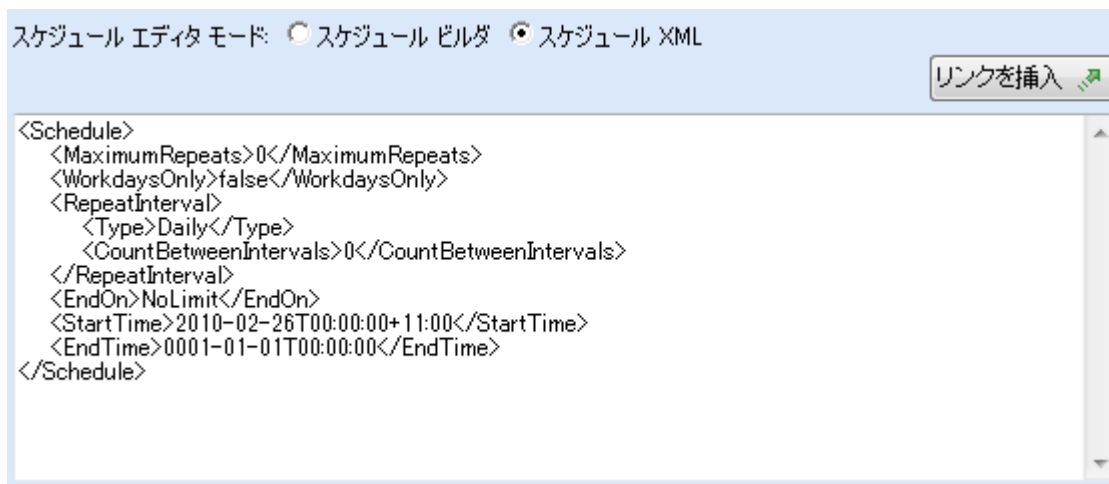 スケジュール エディタ モード: スケジュール ビルダ スケジュール XML
リンクを挿入
<Schedule>
<MaximumRepeats>0</MaximumRepeats>
<WorkdaysOnly>false</WorkdaysOnly>
<RepeatInterval>
<Type>Daily</Type>
<CountBetweenIntervals>0</CountBetweenIntervals>
</RepeatInterval>
<EndOn>NoLimit</EndOn>
<StartTime>2010-02-26T00:00:00+11:00</StartTime>
<EndTime>0001-01-01T00:00:00</EndTime>
</Schedule>